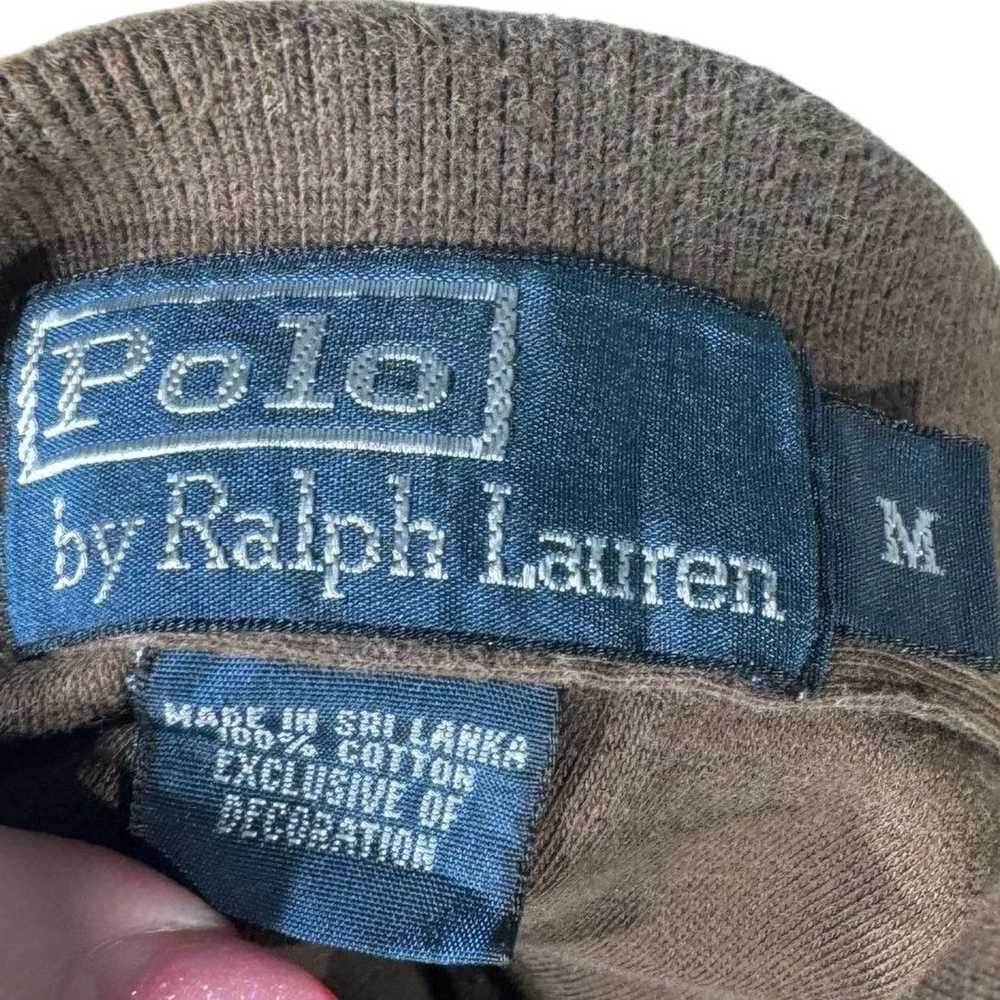 Polo
by Ralph Lauren
M
MADE IN SRI LANKA
100% COTTON
EXCLUSIVE OF
DECORATION